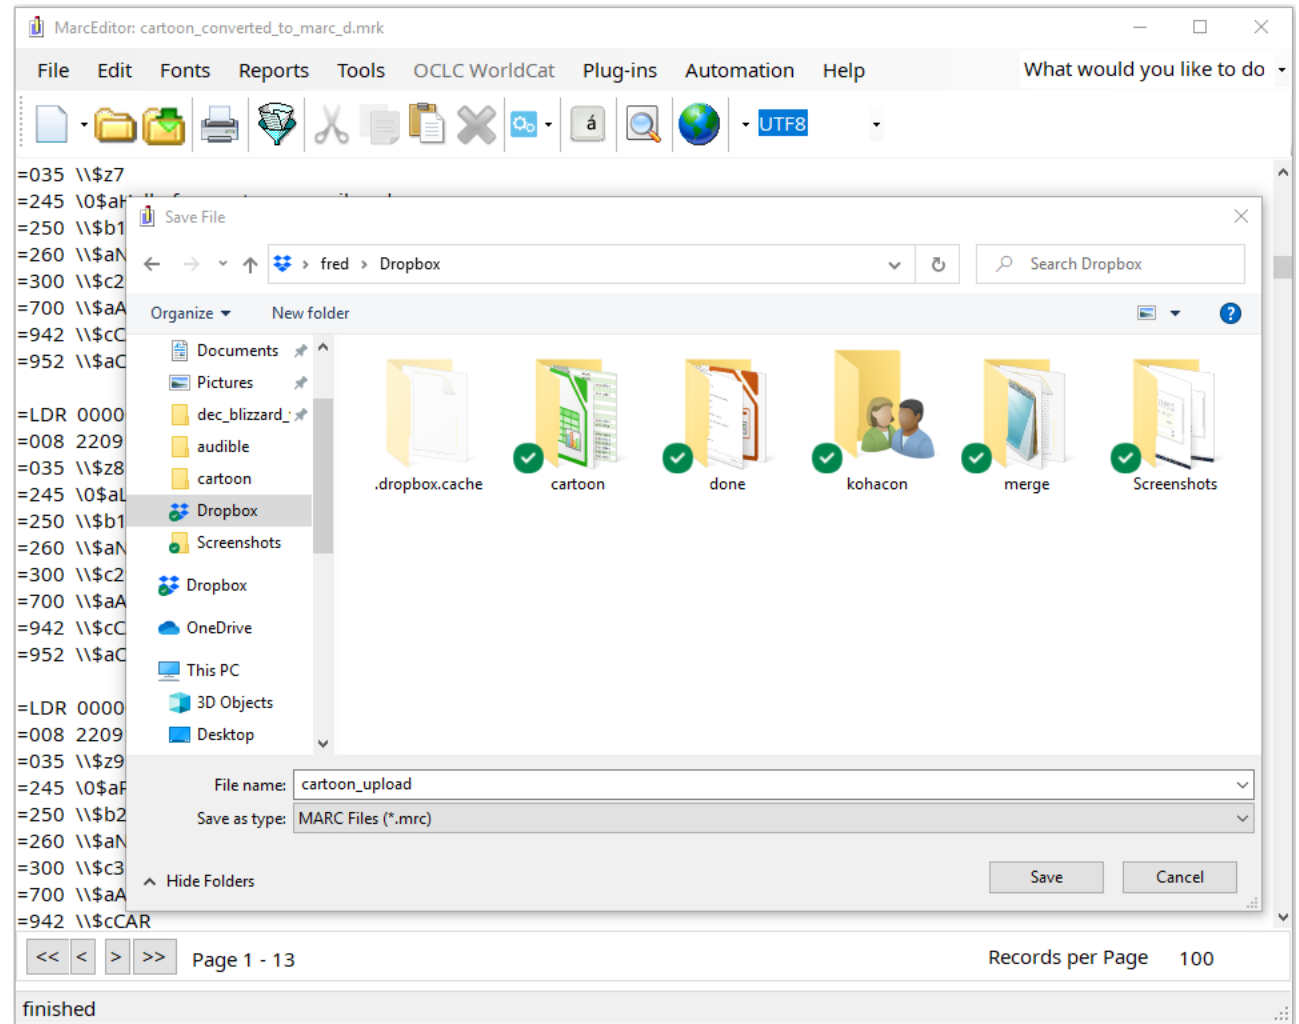 MarcEditor: cartoon_converted_to_marc_d.mrk
File Edit Fonts Reports Tools OCLC WorldCat Plug-ins Automation Help What would you like to do
á UTF8
=035 \\$z7
=245 \0$aH
=250 \\$b1
=260 \\$aN
=300 \\$c2
=700 \\$aA
=942 \\$cC
=952 \\$aC
=LDR 0000
=008 2209
=035 \\$z8
=245 \0$aL
=250 \\$b1
=260 \\$aN
=300 \\$c2
=700 \\$aA
=942 \\$cC
=952 \\$aC
=LDR 0000
=008 2209
=035 \\$z9
=245 \0$aP
=250 \\$b2
=260 \\$aN
=300 \\$c3
=700 \\$aA
=942 \\$cCAR
Save File
fred > Dropbox
Search Dropbox
Organize New folder
Documents
Pictures
dec_blizzard_
audible
cartoon
Dropbox
Screenshots
Dropbox
OneDrive
This PC
3D Objects
Desktop
.dropbox.cache cartoon done kohacon merge Screenshots
File name: cartoon_upload
Save as type: MARC Files (*.mrc)
Hide Folders
Save Cancel
<< < > >> Page 1 - 13 Records per Page 100
finished